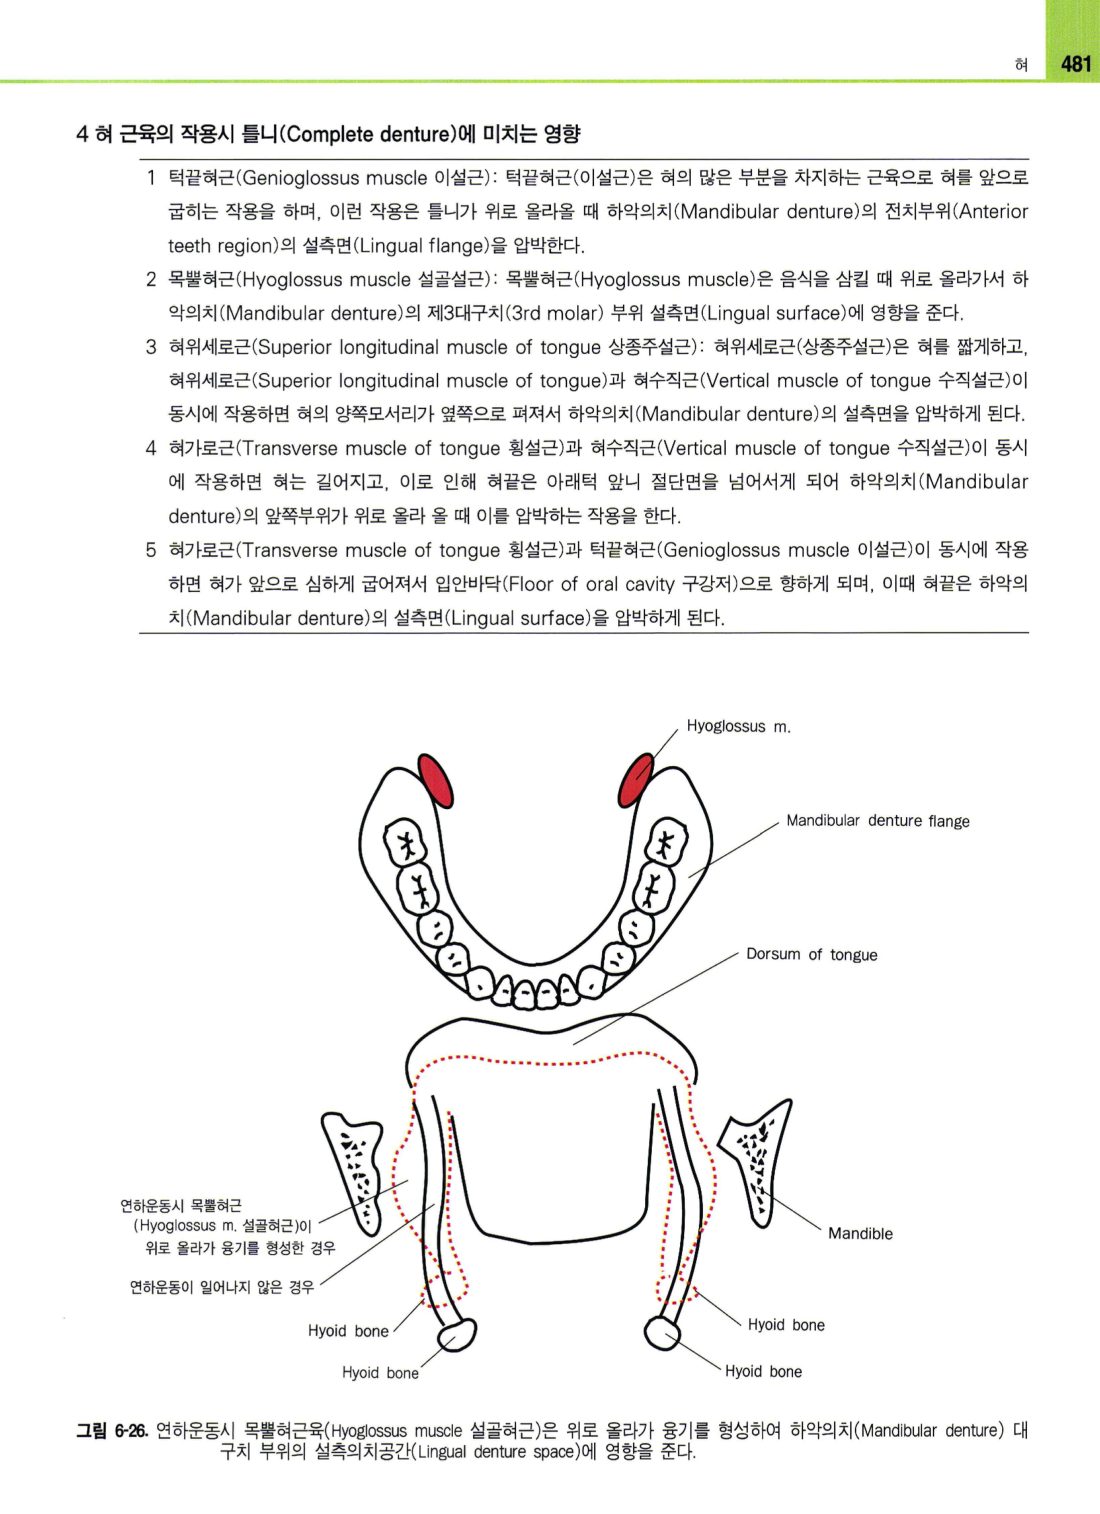 혀
481
4 혀 근육의 작용시 틀니(Complete denture)에 미치는 영향
1 턱끝혀근(Genioglossus muscle 이설근): 턱끝혀근(이설근)은 혀의 많은 부분을 차지하는 근육으로 혀를 앞으로
굽히는 작용을 하며, 이런 작용은 틀니가 위로 올라올 때 하악의치(Mandibular denture)의 전치부위(Anterior
teeth region)의 설측면(Lingual flange)을 압박한다.
2 목뿔혀근(Hyoglossus muscle 설골설근): 목뿔혀근(Hyoglossus muscle)은 음식을 삼킬 때 위로 올라가서 하
악의치(Mandibular denture)의 제3대구치(3rd molar) 부위 설측면(Lingual surface)에 영향을 준다.
3 혀위세로근(Superior longitudinal muscle of tongue 상종주설근): 혀위세로근(상종주설근)은 혀를 짧게하고,
혀위세로근(Superior longitudinal muscle of tongue)과 혀수직근(Vertical muscle of tongue 수직설근)이
동시에 작용하면 혀의 양쪽모서리가 옆쪽으로 펴져서 하악의치(Mandibular denture)의 설측면을 압박하게 된다.
4 혀가로근(Transverse muscle of tongue 횡설근)과 혀수직근(Vertical muscle of tongue 수직설근)이 동시
에 작용하면 혀는 길어지고, 이로 인해 혀끝은 아래턱 앞니 절단면을 넘어서게 되어 하악의치(Mandibular
denture)의 앞쪽부위가 위로 올라 올 때 이를 압박하는 작용을 한다.
5 혀가로근(Transverse muscle of tongue 횡설근)과 턱끝혀근(Genioglossus muscle 이설근)이 동시에 작용
하면 혀가 앞으로 심하게 굽어져서 입안바닥(Floor of oral cavity 구강저)으로 향하게 되며, 이때 혀끝은 하악의
치(Mandibular denture)의 설측면(Lingual surface)을 압박하게 된다.
Hyoglossus m.
Mandibular denture flange
Dorsum of tongue
연하운동시 목뿔혀근
(Hyoglossus m. 설골혀근)이
위로 올라가 융기를 형성한 경우
Mandible
연하운동이 일어나지 않은 경우
Hyoid bone
Hyoid bone
Hyoid bone
Hyoid bone
그림 6-26. 연하운동시 목뿔혀근육(Hyoglossus muscle 설골혀근)은 위로 올라가 융기를 형성하여 하악의치(Mandibular denture) 대
구치 부위의 설측의치공간(Lingual denture space)에 영향을 준다.